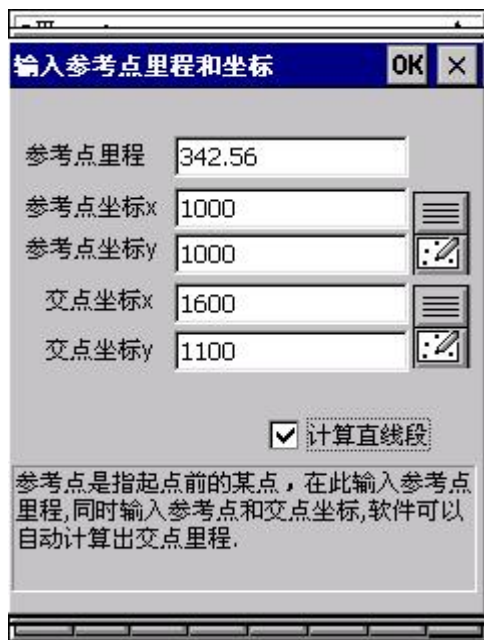 输入参考点里程和坐标 OK ×
参考点里程 342.56
参考点坐标x 1000
参考点坐标y 1000
交点坐标x 1600
交点坐标y 1100
计算直线段
参考点是指起点前的某点，在此输入参考点
里程,同时输入参考点和交点坐标,软件可以
自动计算出交点里程.